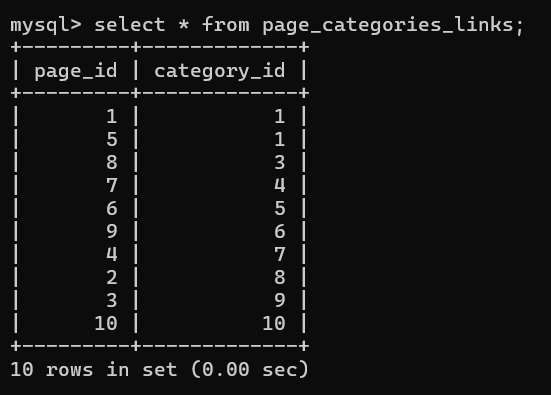 mysql> select * from page_categories_links;
+---------+-------------+
| page_id | category_id |
+---------+-------------+
|       1 |           1 |
|       5 |           1 |
|       8 |           3 |
|       7 |           4 |
|       6 |           5 |
|       9 |           6 |
|       4 |           7 |
|       2 |           8 |
|       3 |           9 |
|      10 |          10 |
+---------+-------------+
10 rows in set (0.00 sec)